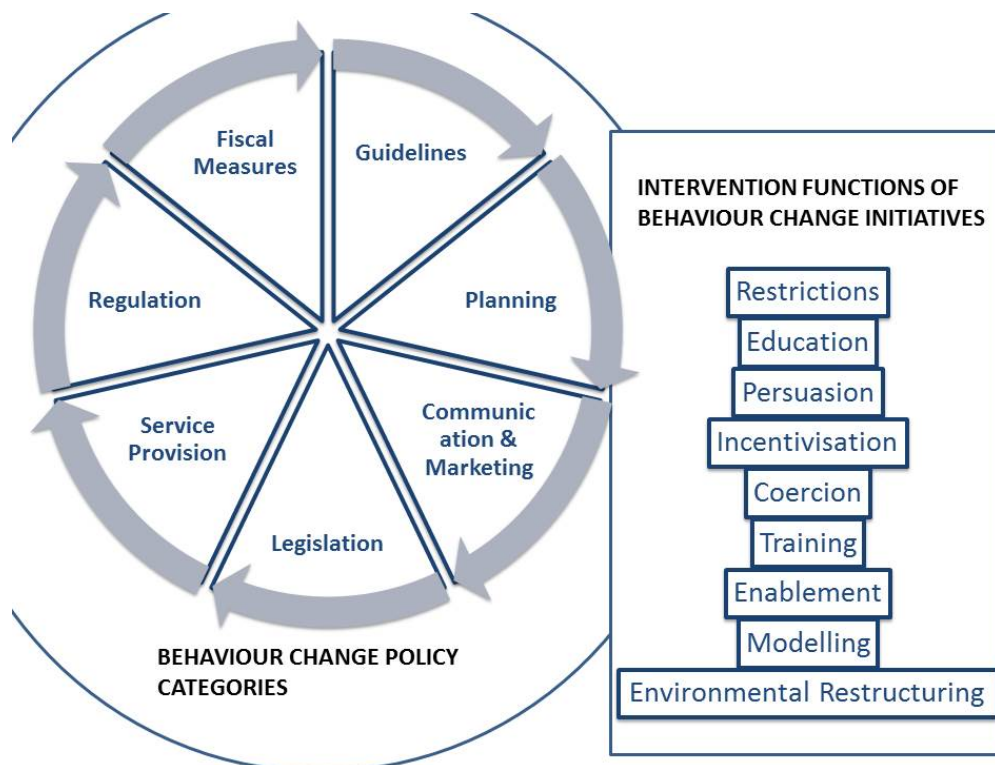 Fiscal
Measures
Guidelines
Regulation
Planning
Service
Provision
Communic
ation &
Marketing
Legislation
BEHAVIOUR CHANGE POLICY
CATEGORIES
INTERVENTION FUNCTIONS OF
BEHAVIOUR CHANGE INITIATIVES
Restrictions
Education
Persuasion
Incentivisation
Coercion
Training
Enablement
Modelling
Environmental Restructuring